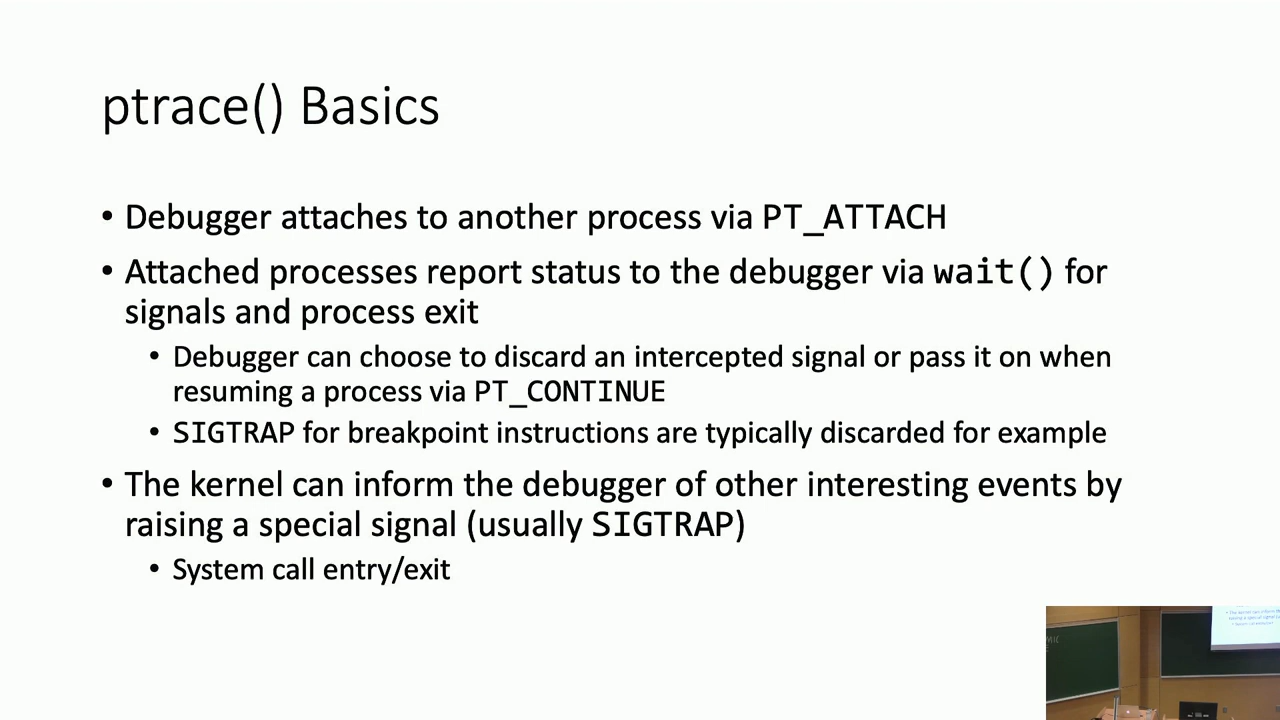 ptrace() Basics
• Debugger attaches to another process via PT_ATTACH
• Attached processes report status to the debugger via wait() for
signals and process exit
• Debugger can choose to discard an intercepted signal or pass it on when
resuming a process via PT_CONTINUE
• SIGTRAP for breakpoint instructions are typically discarded for example
• The kernel can inform the debugger of other interesting events by
raising a special signal (usually SIGTRAP)
• System call entry/exit